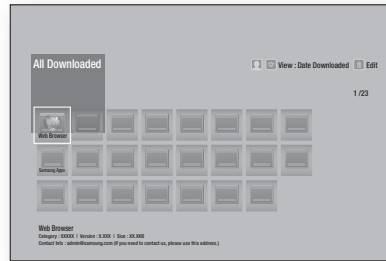 All Downloaded
View : Date Downloaded Edit
1 /23
Web Browser
Samsung Apps
Web Browser
Category : XXXXX I Version : X.XXX I Size : XX.XKB
Contact Info : admin@samsung.com (if you need to contact us, please use this address.)